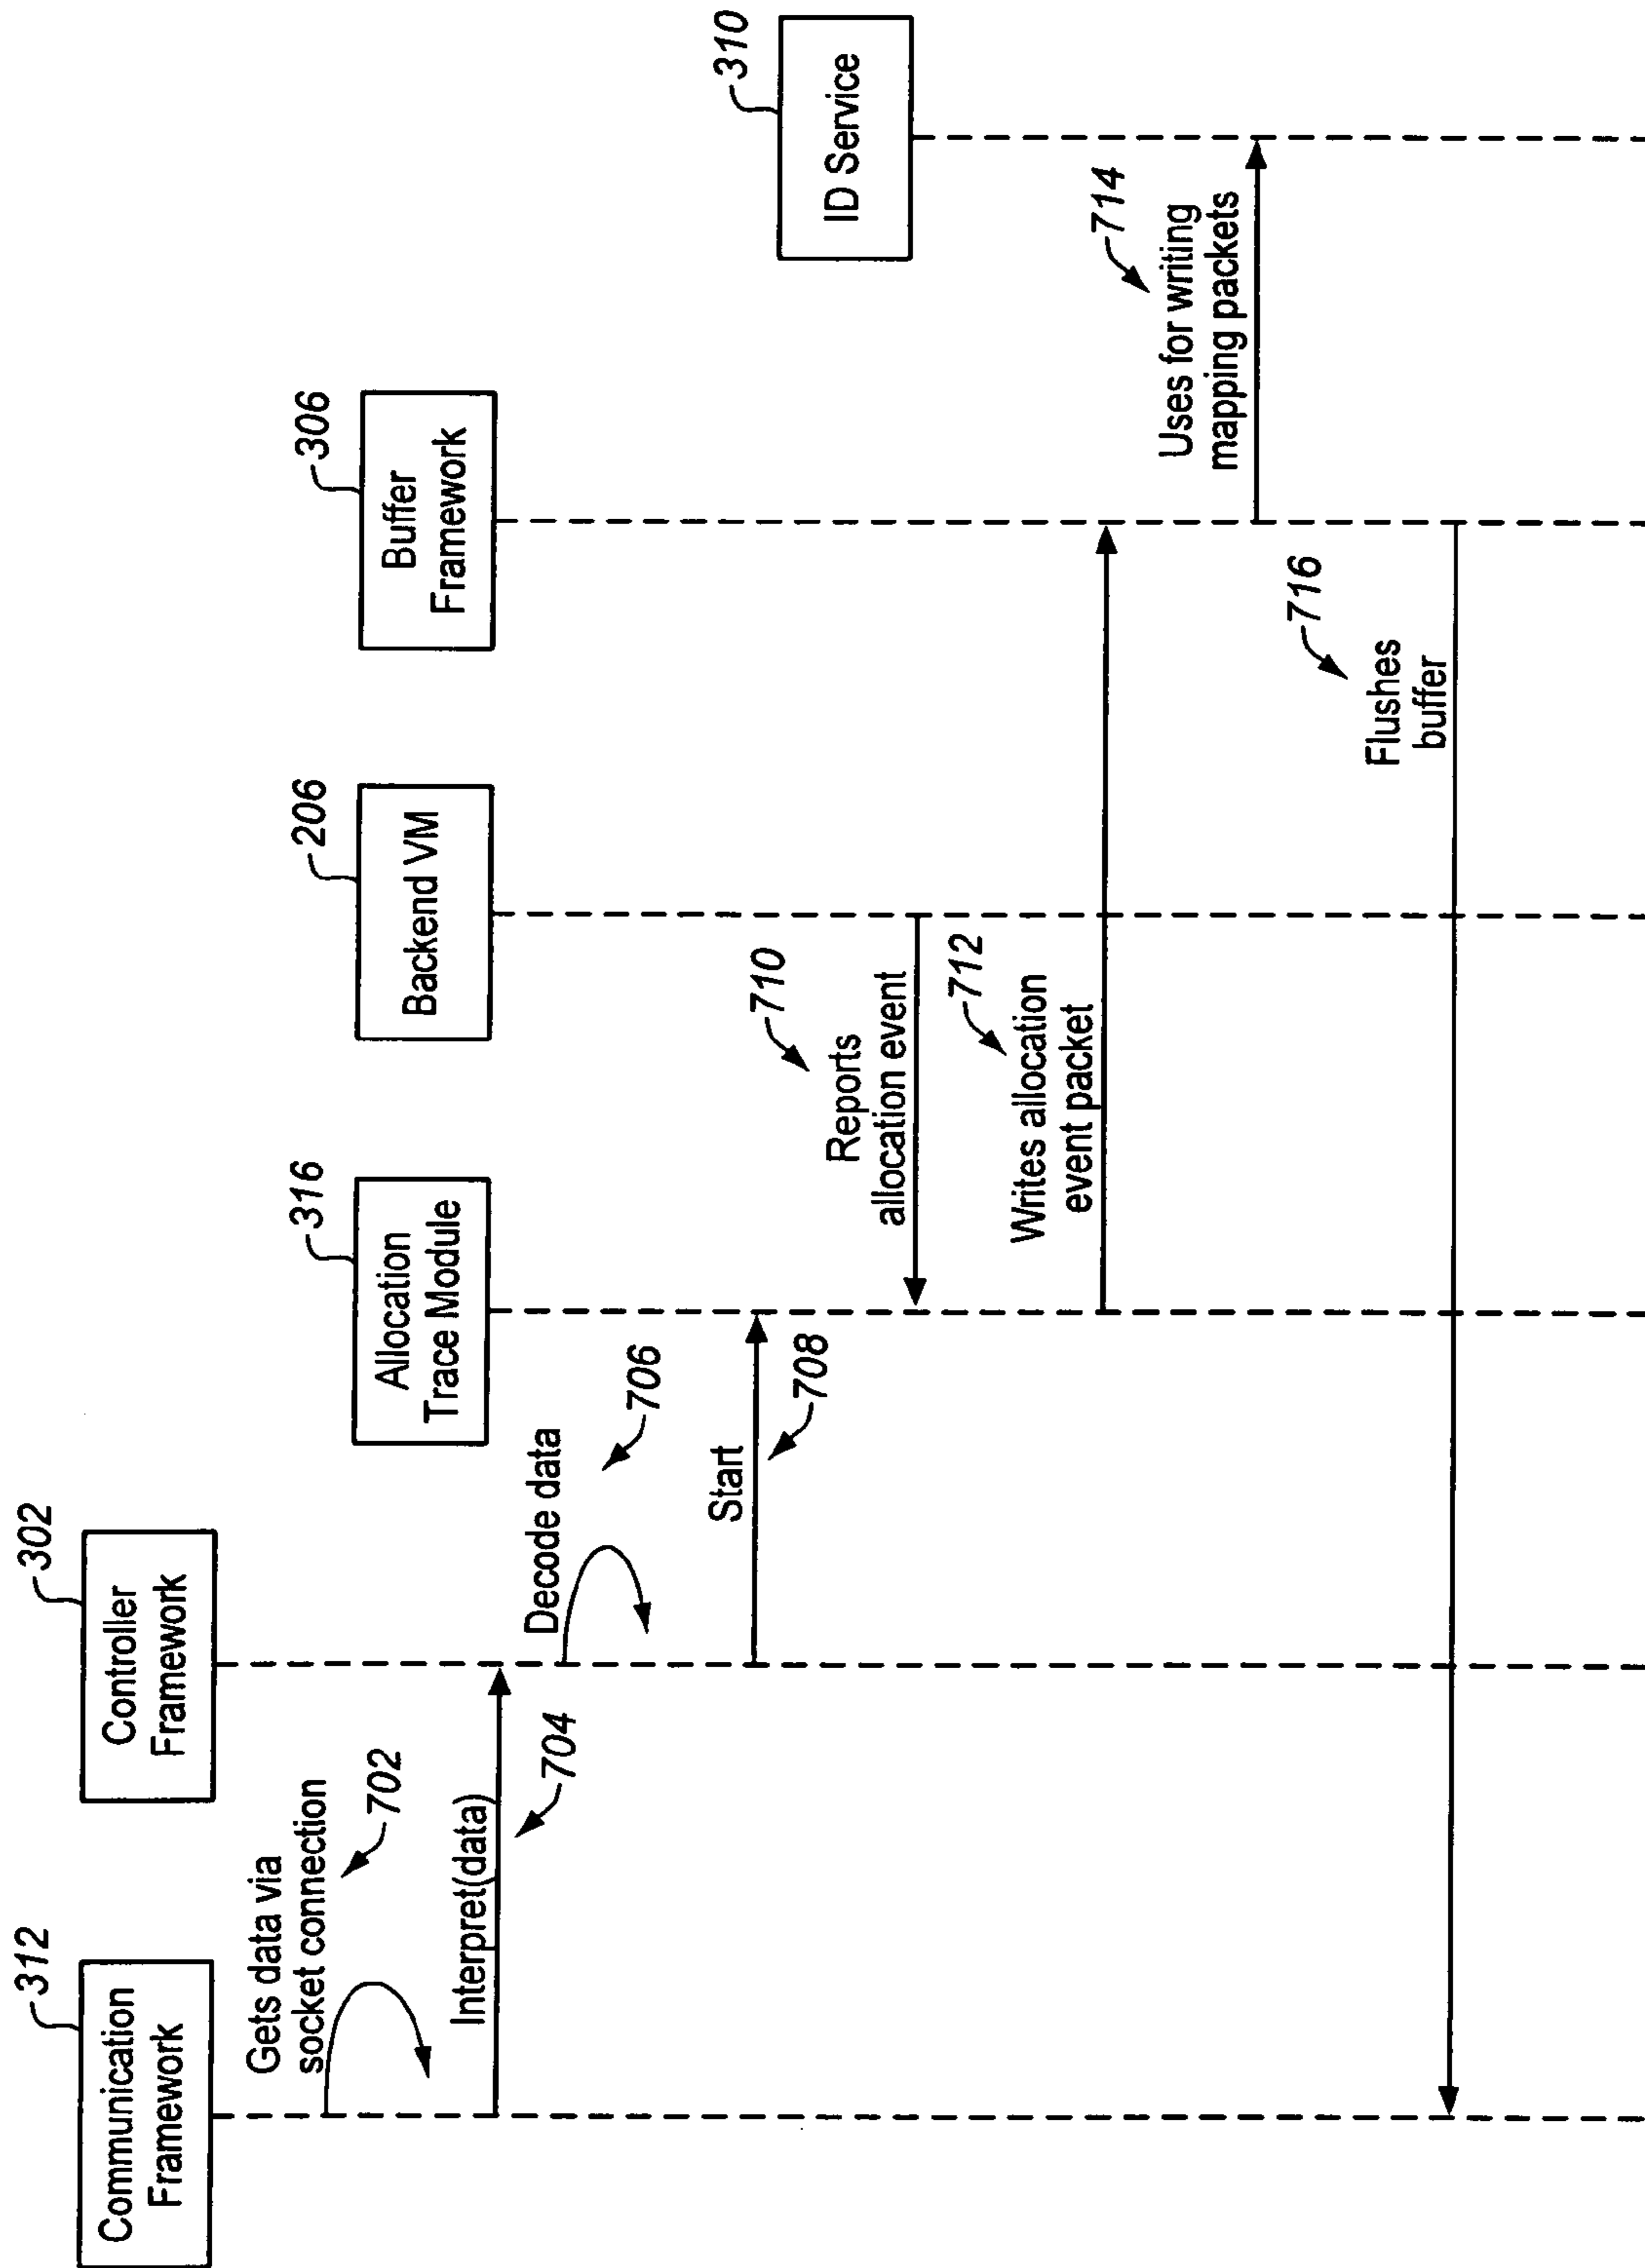 312
Communication
Framework
302
Controller
Framework
316
Allocation
Trace Module
206
Backend VM
306
Buffer
Framework
310
ID Service
Gets data via
socket connection
702
Interpret(data)
704
Decode data
706
Start
708
710
Reports
allocation event
712
Writes allocation
event packet
714
Uses for writing
mapping packets
716
Flushes
buffer